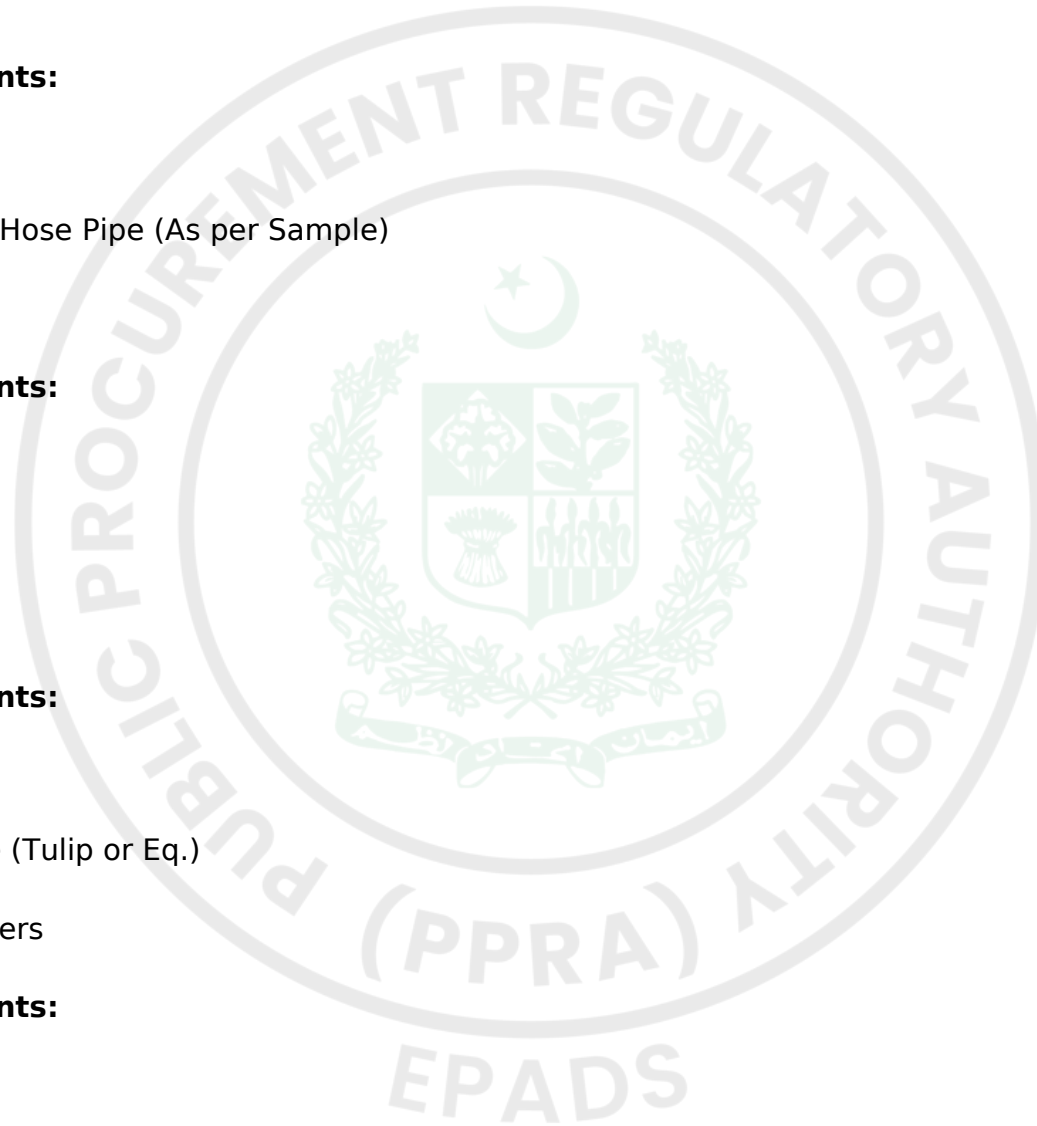 nts:
Hose Pipe (As per Sample)
nts:
nts:
(Tulip or Eq.)
ers
nts:
PUBLIC PROCUREMENT REGULATORY AUTHORITY
(PPRA)
EPADS